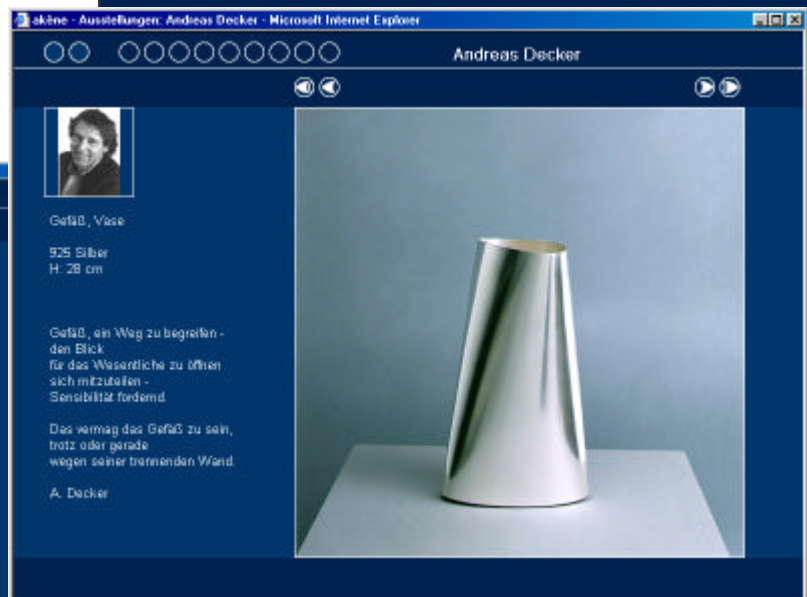 akène - Ausstellungen: Andreas Decker - Microsoft Internet Explorer
Andreas Decker
Gefäß, Vase
925 Silber
H: 28 cm
Gefäß, ein Weg zu begreifen -
den Blick
für das Wesentliche zu öffnen
sich mitzuteilen -
Sensibilität fordernd.
Das vermag das Gefäß zu sein,
trotz oder gerade
wegen seiner trennenden Wand.
A. Decker